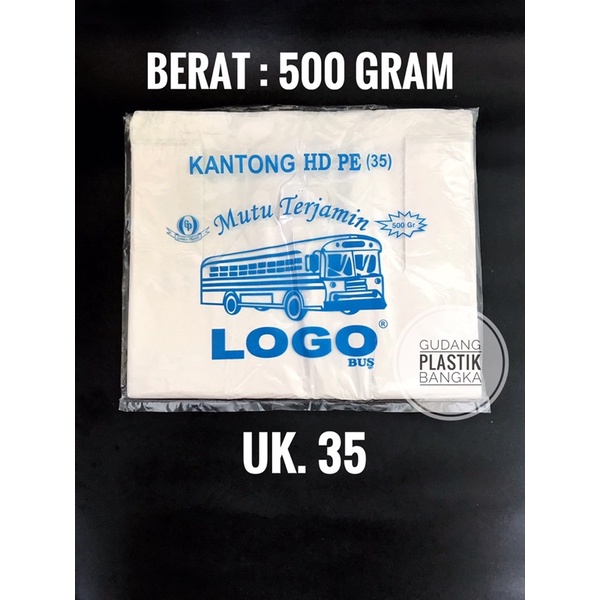 BERAT : 500 GRAM
KANTONG HD PE (35)
Mutu Terjamin
500 Gr
LOGO®
BUS
GUDANG
PLASTIK
BANGKA
UK. 35